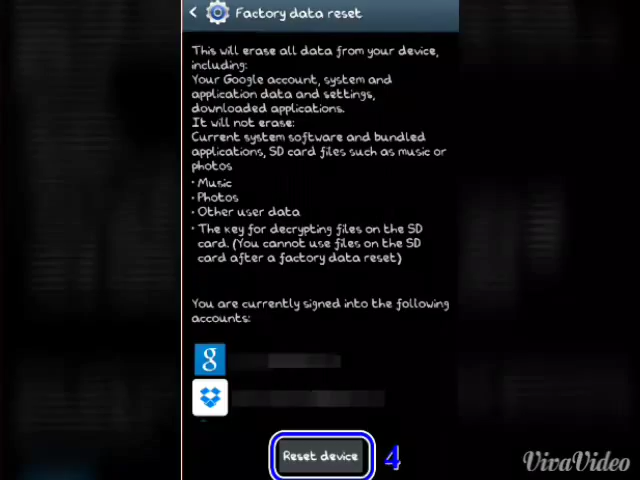 Factory data reset
This will erase all data from your device,
including:
Your Google account, system and
application data and settings,
downloaded applications.
It will not erase:
Current system software and bundled
applications, SD card files such as music or
photos
• Music
• Photos
• Other user data
• The key for decrypting files on the SD
card. (You cannot use files on the SD
card after a factory data reset)
You are currently signed into the following
accounts:
g
Reset device
4
VivaVideo